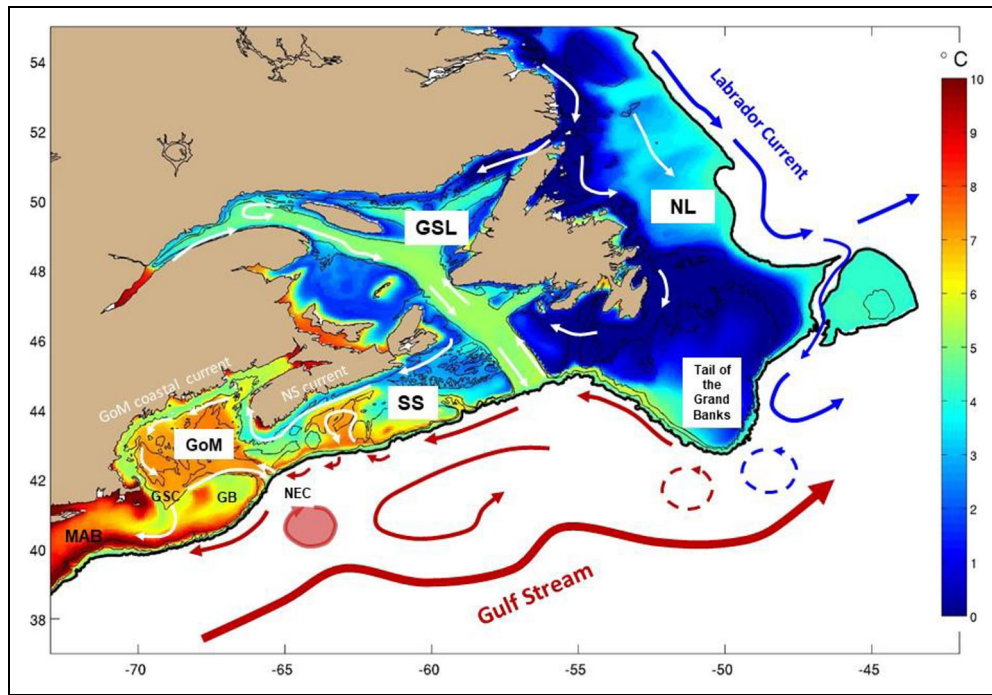 ° C
54
52
50
48
46
44
42
40
38
-70
-65
-60
-55
-50
-45
10
9
8
7
6
5
4
3
2
1
0
Labrador Current
NL
GSL
Tail of
the
Grand
Banks
GoM coastal current
NS current
SS
GoM
GSC
GB
NEC
MAB
Gulf Stream